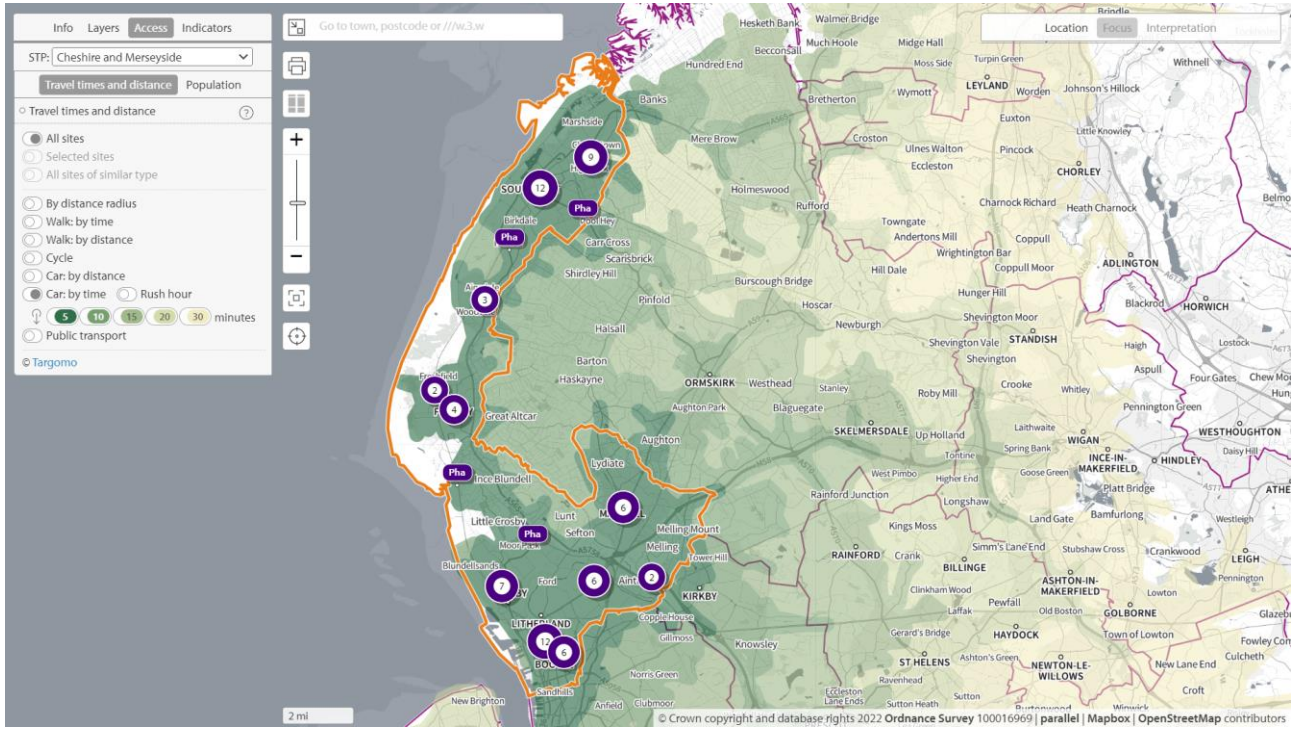 Info Layers Access Indicators
STP: Cheshire and Merseyside
Travel times and distance Population
Travel times and distance ?
All sites
Selected sites
All sites of similar type
By distance radius
Walk: by time
Walk: by distance
Cycle
Car: by distance
Car: by time Rush hour
5 10 15 20 30 minutes
Public transport
© Targomo
Go to town, postcode or ///w.3.w
+
−
2 mi
Location Focus Interpretation
Brindle
Hesketh Bank
Walmer Bridge
Becconsall
Much Hoole
Midge Hall
Turpin Green
Withnell
Hundred End
Moss Side
LEYLAND
Worden
Johnson's Hillock
Banks
Bretherton
Wymott
Euxton
Marshside
Little Knowley
Mere Brow
Croston
Ulnes Walton
Pincock
Eccleston
9
CHORLEY
12
Holmeswood
Rufford
Charnock Richard
Heath Charnock
Pha
Birkdale
Towngate
Andertons Mill
Coppull
Pha
Carr Cross
Scarisbrick
Wrightington Bar
Coppull Moor
ADLINGTON
Shirdley Hill
Burscough Bridge
Hill Dale
3
Pinfold
Hoscar
Hunger Hill
Blackrod
HORWICH
Halsall
Newburgh
Shevington Moor
Shevington Vale
STANDISH
Haigh
Lostock
Shevington
Barton
Aspull
Four Gates
Haskayne
ORMSKIRK
Westhead
Stanley
Crooke
Whitley
2
4
Roby Mill
Great Altcar
Aughton Park
Blaguegate
Pennington Green
SKELMERSDALE
Up Holland
Laithwaite
WESTHOUGHTON
Aughton
Tontine
Spring Bank
WIGAN
Daisy Hill
Lydiate
INCE-IN-MAKERFIELD
HINDLEY
Pha
Ince Blundell
West Pimbo
Higher End
Goose Green
Platt Bridge
M58
A577
Rainford Junction
Longshaw
6
Little Crosby
Lunt
Land Gate
Bamfurlong
Pha
Sefton
Melling Mount
Kings Moss
Westleigh
Melling
Tower Hill
RAINFORD
Crank
Simm's Lane End
Stubshaw Cross
Crankwood
LEIGH
Blundellsands
BILLINGE
7
Ford
6
2
KIRKBY
Clinkham Wood
ASHTON-IN-MAKERFIELD
Pennington
Lowton
LITHERLAND
Copple House
Pewfall
Laffak
Old Boston
GOLBORNE
12
Gillmoss
Gerard's Bridge
HAYDOCK
Town of Lowton
6
Knowsley
ST HELENS
Ashton's Green
NEWTON-LE-WILLOWS
New Lane End
Culcheth
Norris Green
Ravenhead
Sandhills
Eccleston Lane Ends
Sutton
Croft
New Brighton
Anfield
Clubmoor
Sutton Heath
© Crown copyright and database rights 2022 Ordnance Survey 100016969 | parallel | Mapbox | OpenStreetMap contributors